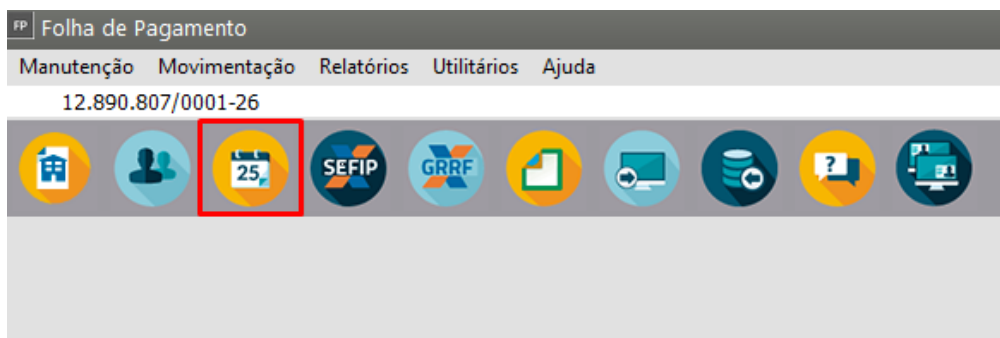 FP Folha de Pagamento
Manutenção Movimentação Relatórios Utilitários Ajuda
12.890.807/0001-26
25 SEFIP GRRF ?